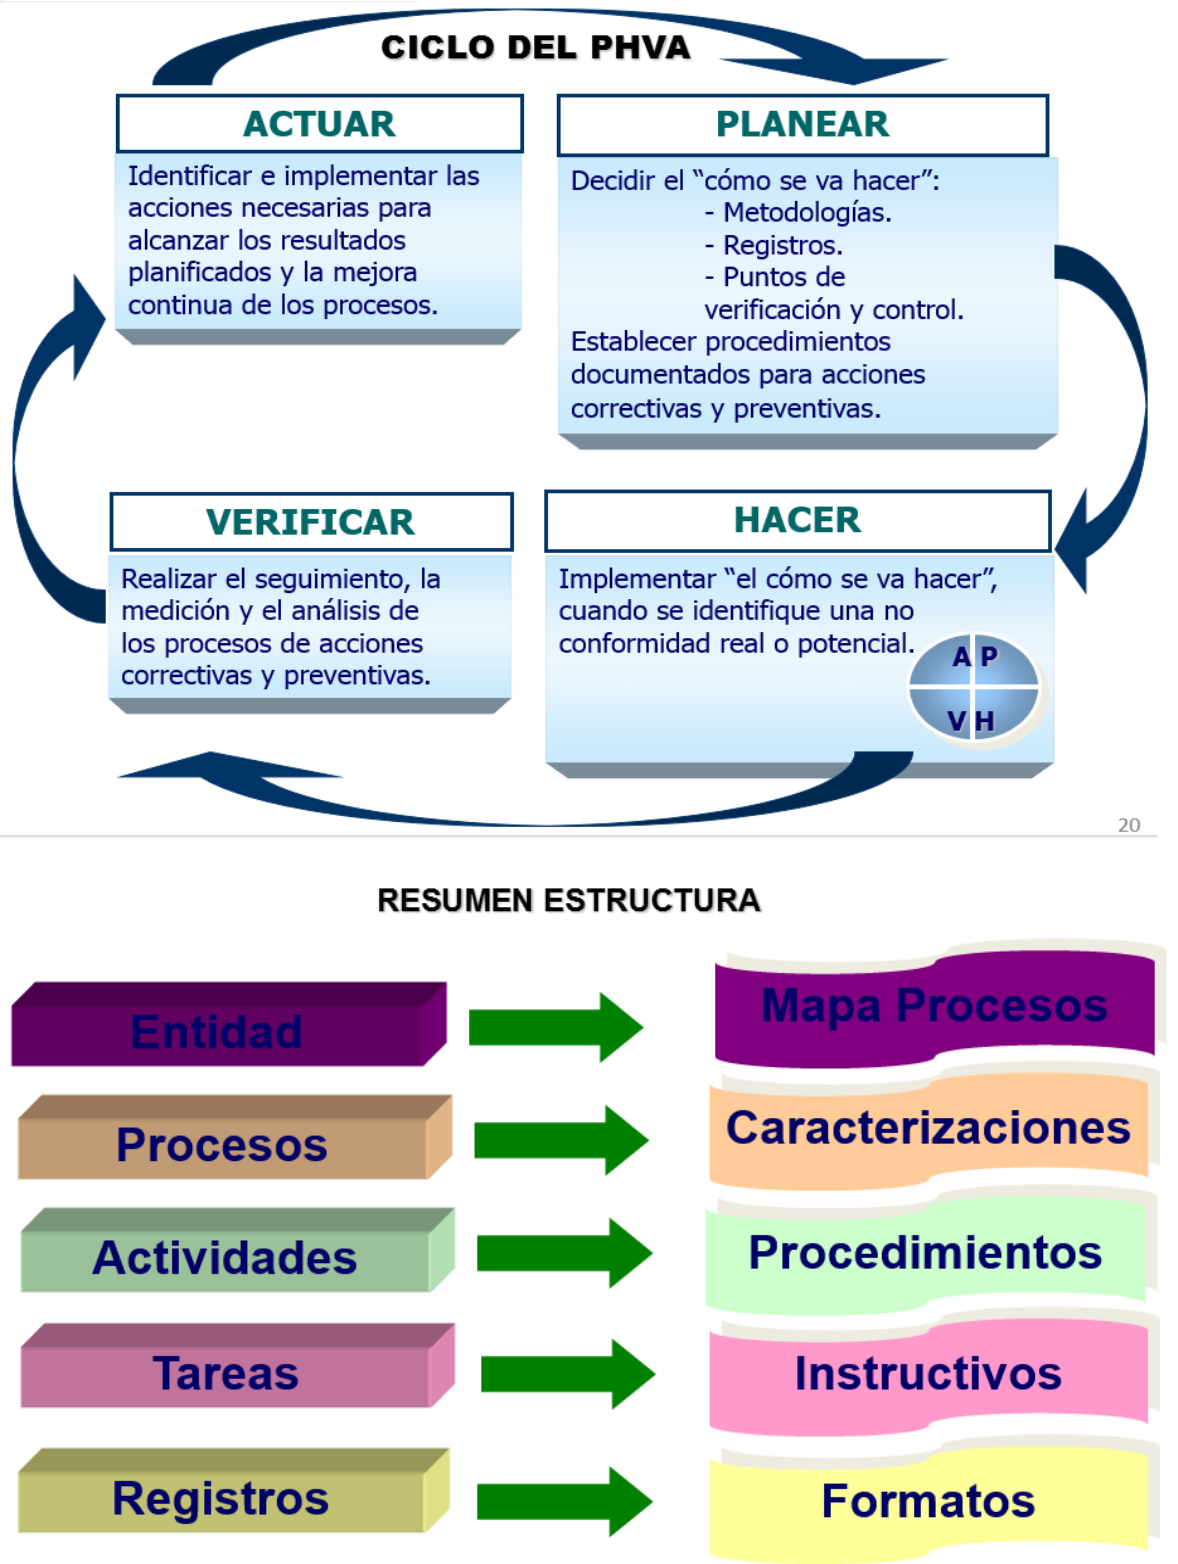 CICLO DEL PHVA
ACTUAR
Identificar e implementar las
acciones necesarias para
alcanzar los resultados
planificados y la mejora
continua de los procesos.
PLANEAR
Decidir el “cómo se va hacer”:
- Metodologías.
- Registros.
- Puntos de
verificación y control.
Establecer procedimientos
documentados para acciones
correctivas y preventivas.
VERIFICAR
Realizar el seguimiento, la
medición y el análisis de
los procesos de acciones
correctivas y preventivas.
HACER
Implementar “el cómo se va hacer”,
cuando se identifique una no
conformidad real o potencial.
A P
V H
20
RESUMEN ESTRUCTURA
Entidad
Mapa Procesos
Procesos
Caracterizaciones
Actividades
Procedimientos
Tareas
Instructivos
Registros
Formatos